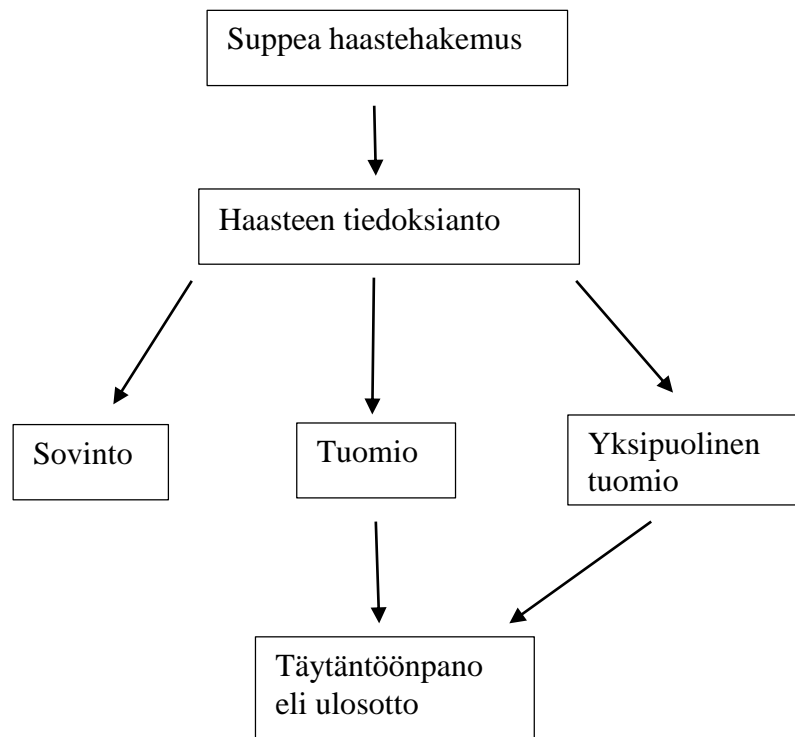 Suppea haastehakemus
Haasteen tiedoksianto
Sovinto
Tuomio
Yksipuolinen
tuomio
Täytäntöönpano
eli ulosotto